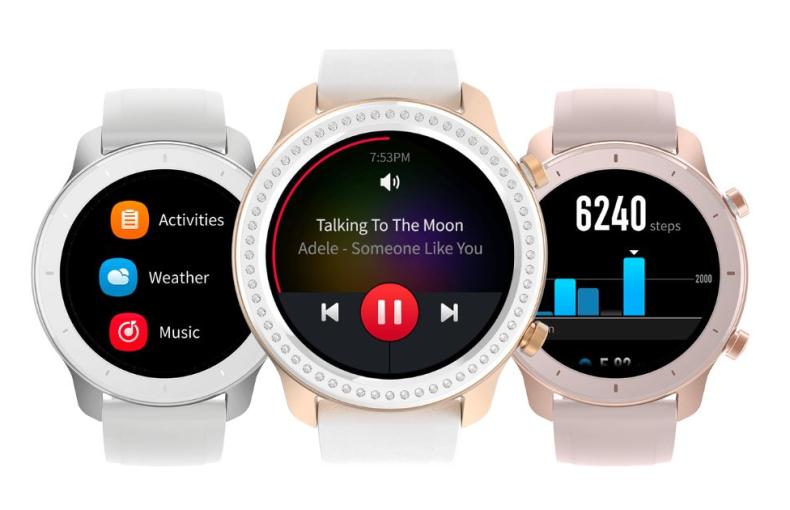 Activities
Weather
Music
7:53PM
Talking To The Moon
Adele - Someone Like You
6240 steps
2000